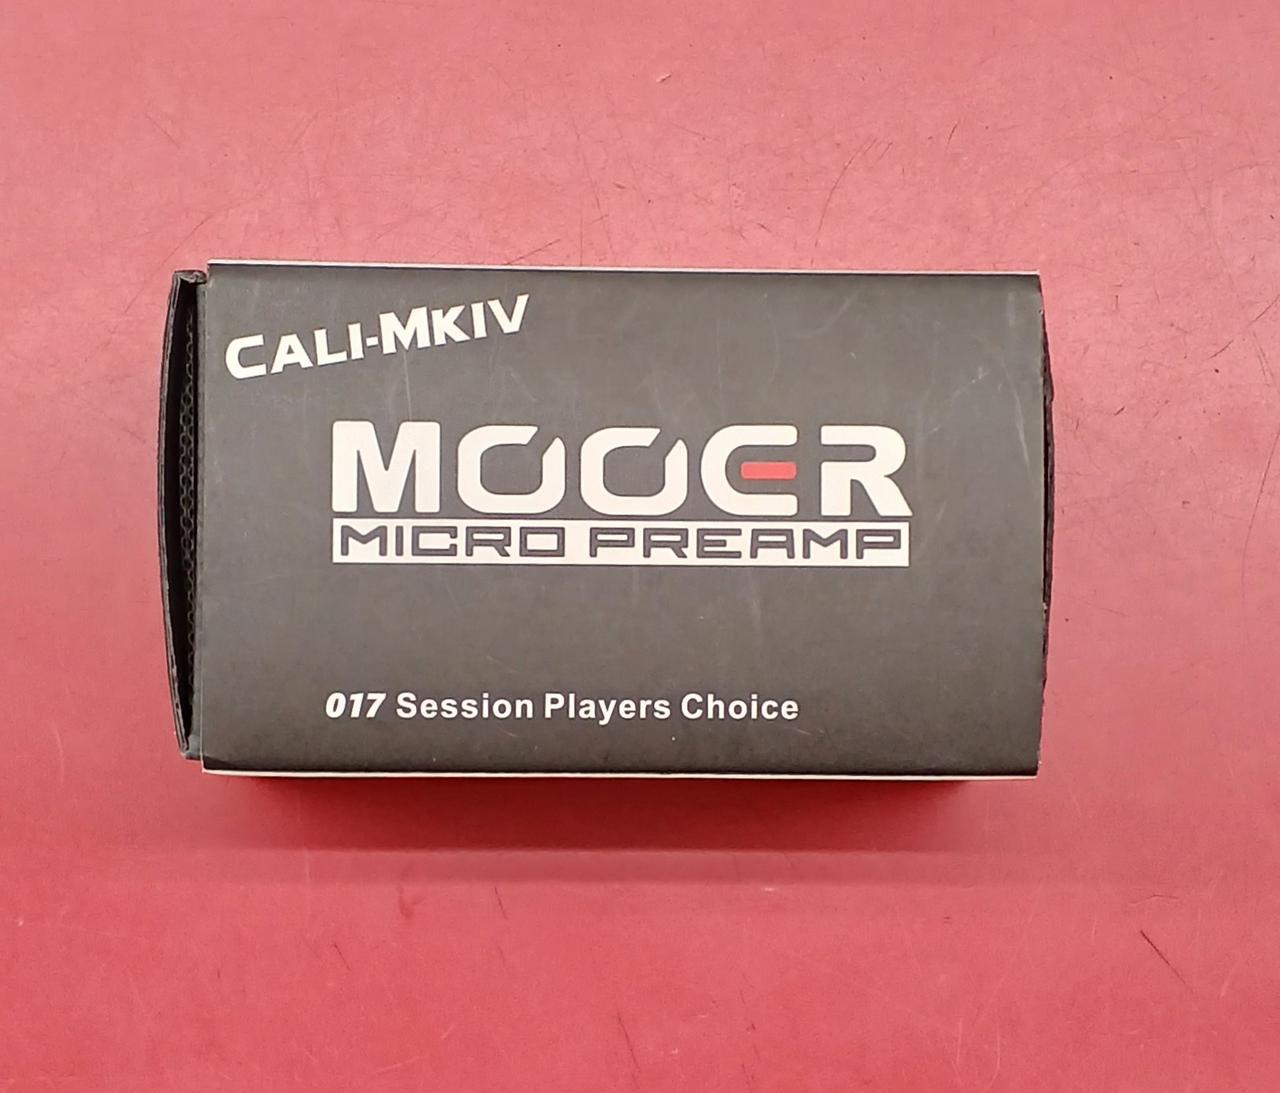 CALI-MKIV
MOOER
MICRO PREAMP
017 Session Players Choice